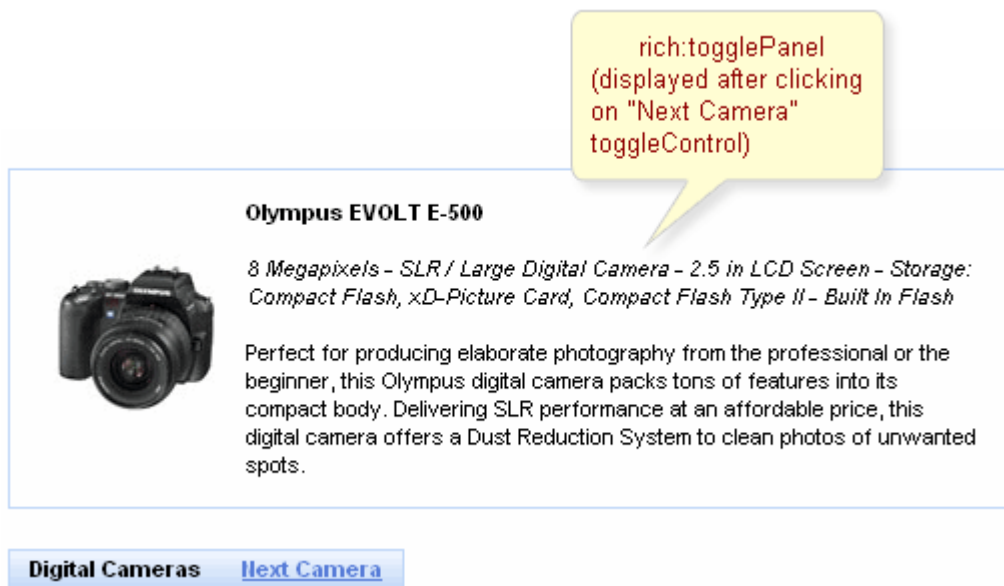 rich:togglePanel
(displayed after clicking
on "Next Camera"
toggleControl)
Olympus EVOLT E-500
8 Megapixels - SLR / Large Digital Camera - 2.5 in LCD Screen - Storage:
Compact Flash, xD-Picture Card, Compact Flash Type II - Built In Flash
Perfect for producing elaborate photography from the professional or the
beginner, this Olympus digital camera packs tons of features into its
compact body. Delivering SLR performance at an affordable price, this
digital camera offers a Dust Reduction System to clean photos of unwanted
spots.
OLYMPUS
Digital Cameras Next Camera